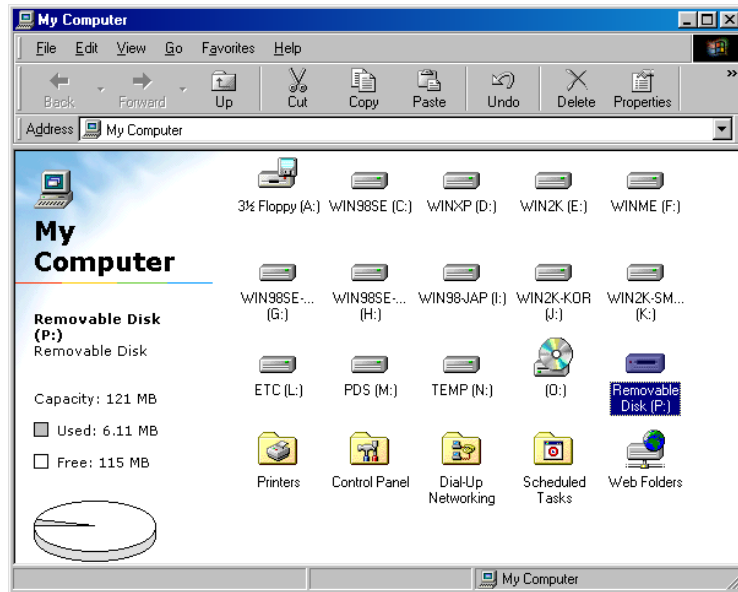 My Computer
File Edit View Go Favorites Help
Back Forward Up Cut Copy Paste Undo Delete Properties »
Address My Computer
My
Computer
Removable Disk
(P:)
Removable Disk
Capacity: 121 MB
Used: 6.11 MB
Free: 115 MB
3½ Floppy (A:) WIN98SE (C:) WINXP (D:) WIN2K (E:) WINME (F:)
WIN98SE-... WIN98SE-... WIN98-JAP (I:) WIN2K-KOR WIN2K-SM...
(G:) (H:) (J:) (K:)
ETC (L:) PDS (M:) TEMP (N:) (O:) Removable
Disk (P:)
Printers Control Panel Dial-Up Scheduled Web Folders
Networking Tasks
My Computer